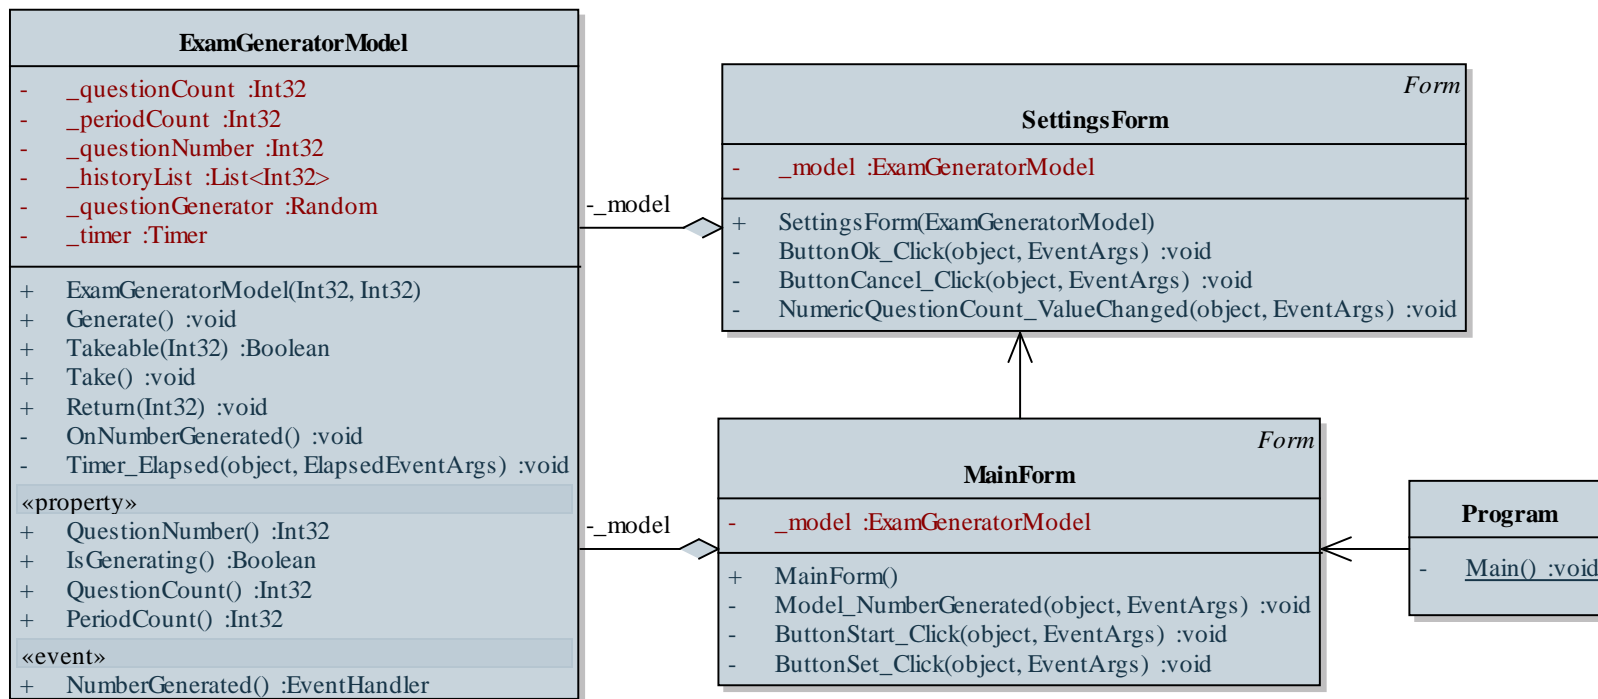 ExamGeneratorModel
- _questionCount :Int32
- _periodCount :Int32
- _questionNumber :Int32
- _historyList :List<Int32>
- _questionGenerator :Random
- _timer :Timer
+ ExamGeneratorModel(Int32, Int32)
+ Generate() :void
+ Takeable(Int32) :Boolean
+ Take() :void
+ Return(Int32) :void
- OnNumberGenerated() :void
- Timer_Elapsed(object, ElapsedEventArgs) :void
«property»
+ QuestionNumber() :Int32
+ IsGenerating() :Boolean
+ QuestionCount() :Int32
+ PeriodCount() :Int32
«event»
+ NumberGenerated() :EventHandler
-_model
-_model
Form
SettingsForm
- _model :ExamGeneratorModel
+ SettingsForm(ExamGeneratorModel)
- ButtonOk_Click(object, EventArgs) :void
- ButtonCancel_Click(object, EventArgs) :void
- NumericQuestionCount_ValueChanged(object, EventArgs) :void
Form
MainForm
- _model :ExamGeneratorModel
+ MainForm()
- Model_NumberGenerated(object, EventArgs) :void
- ButtonStart_Click(object, EventArgs) :void
- ButtonSet_Click(object, EventArgs) :void
Program
- Main() :void